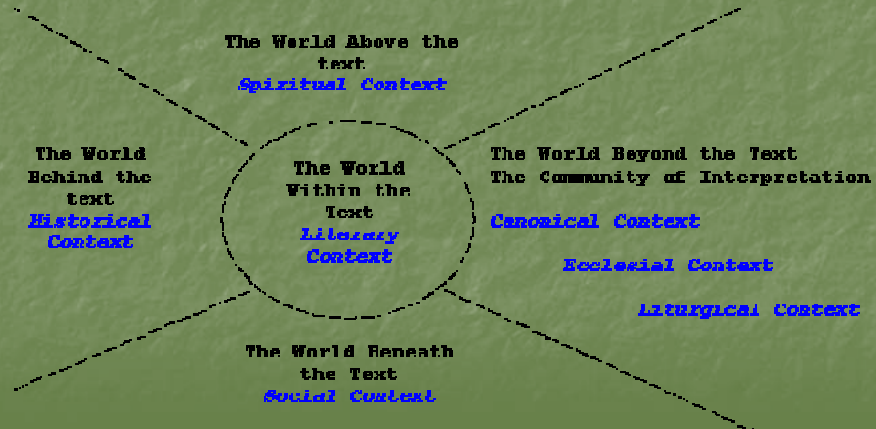 The World Above the
text
Spiritual Context
The World
Behind the
text
Historical
Context
The World
Within the
Text
Literary
Context
The World Beyond the Text
The Community of Interpretation
Canonical Context
Ecclesial Context
Liturgical Context
The World Beneath
the Text
Social Context